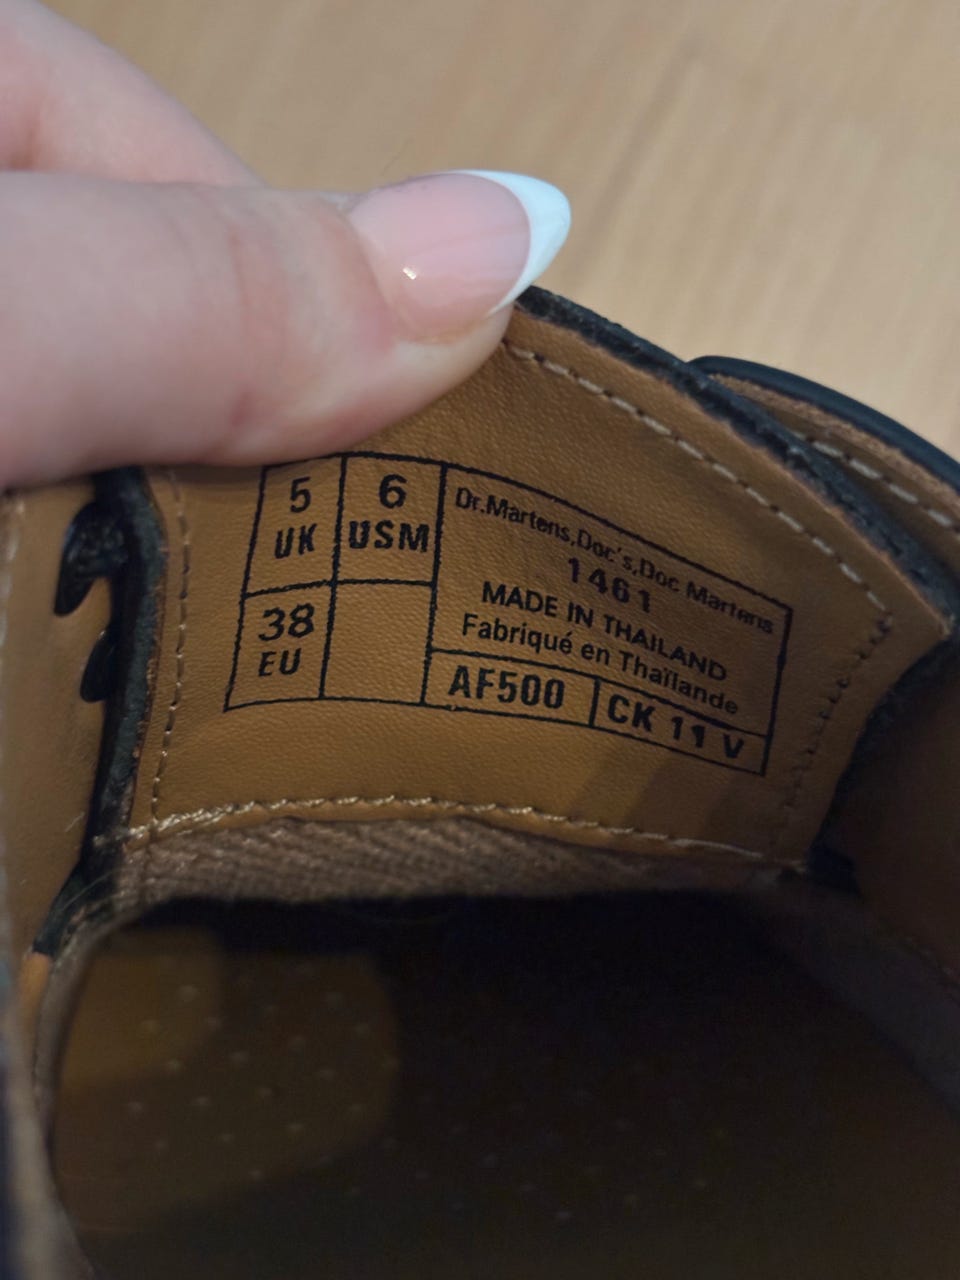 5
UK
6
USM
38
EU
Dr.Martens,Doc's,Doc Martens
1461
MADE IN THAILAND
Fabriqué en Thaïlande
AF500
CK 11 V